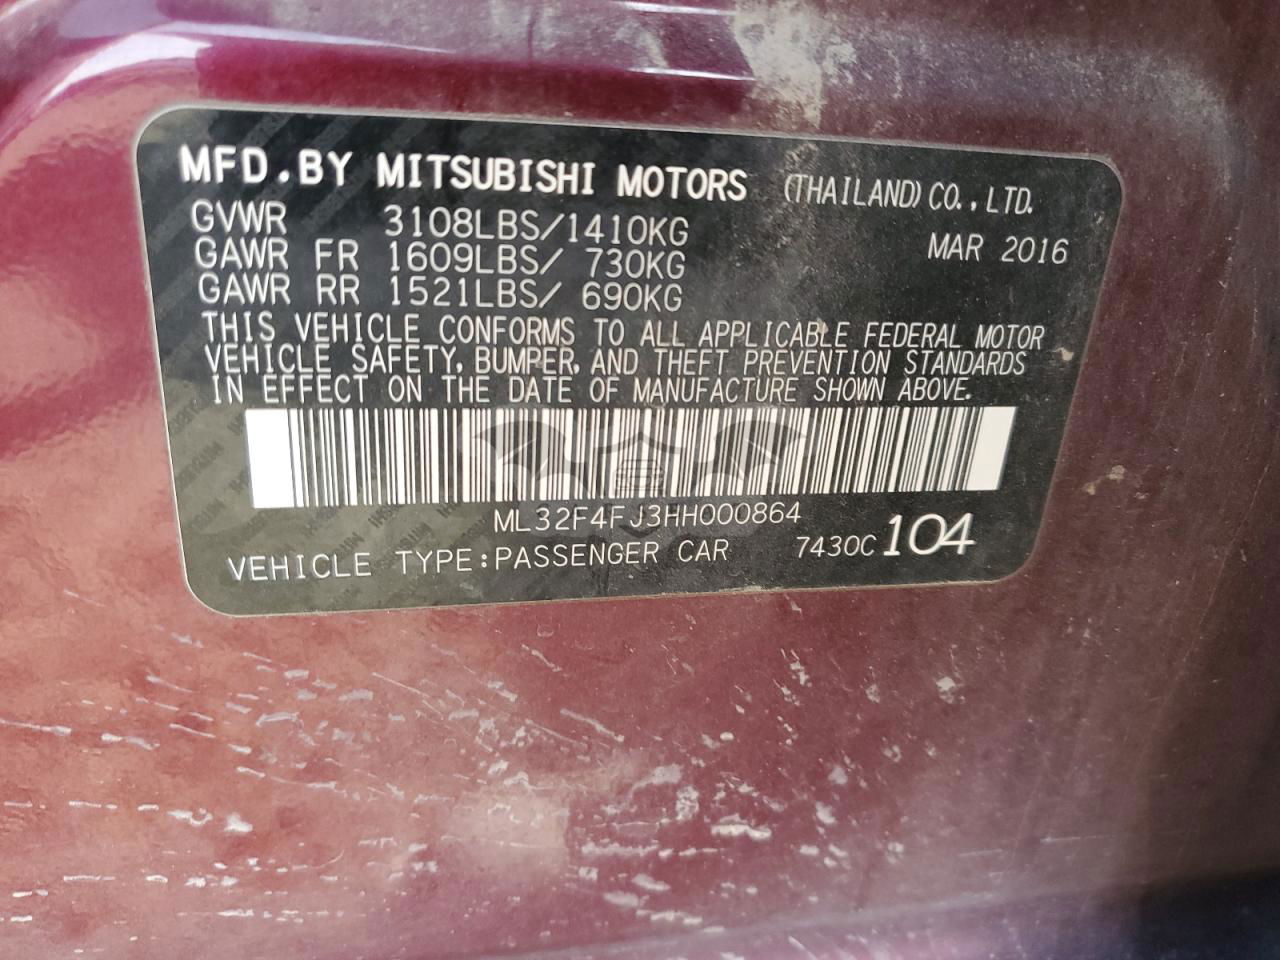 MFD.BY MITSUBISHI MOTORS (THAILAND) CO.,LTD.
GVWR 3108LBS/1410KG MAR 2016
GAWR FR 1609LBS/ 730KG
GAWR RR 1521LBS/ 690KG
THIS VEHICLE CONFORMS TO ALL APPLICABLE FEDERAL MOTOR
VEHICLE SAFETY, BUMPER, AND THEFT PREVENTION STANDARDS
IN EFFECT ON THE DATE OF MANUFACTURE SHOWN ABOVE.
ML32F4FJ3HH000864
VEHICLE TYPE:PASSENGER CAR 7430C 104